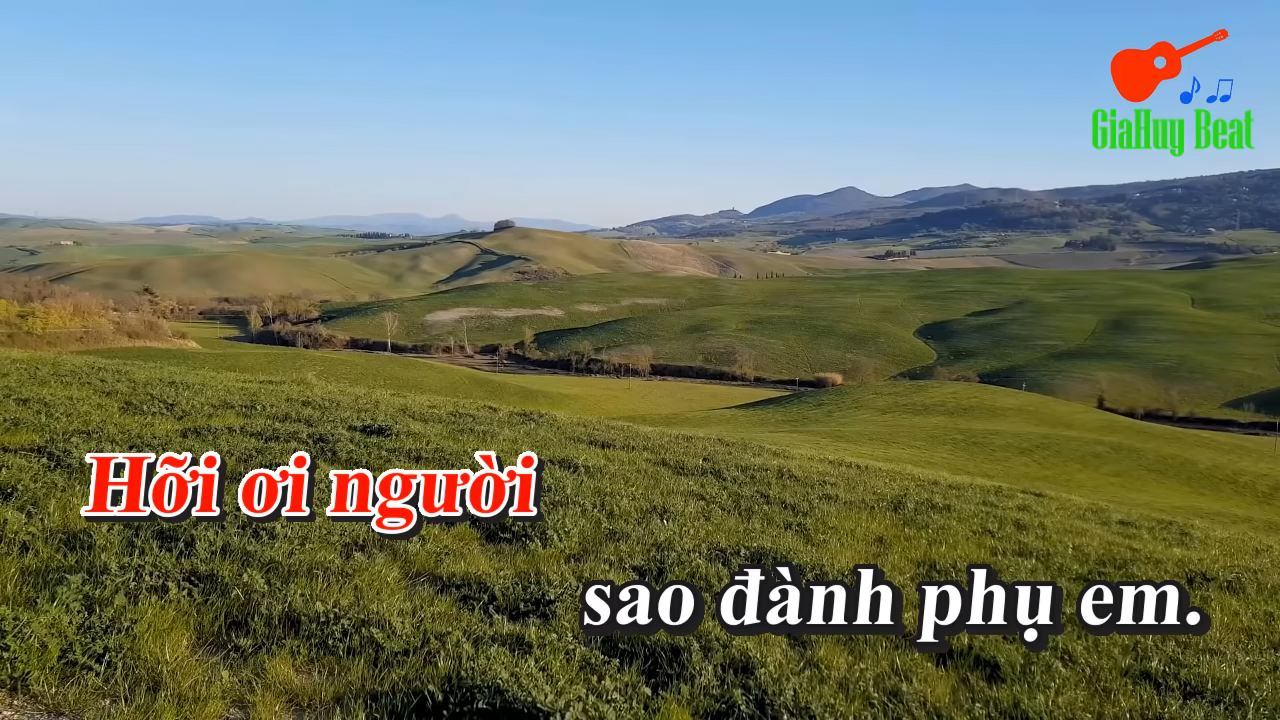 GiaHuy Beat
Hỡi ơi người
sao đành phụ em.